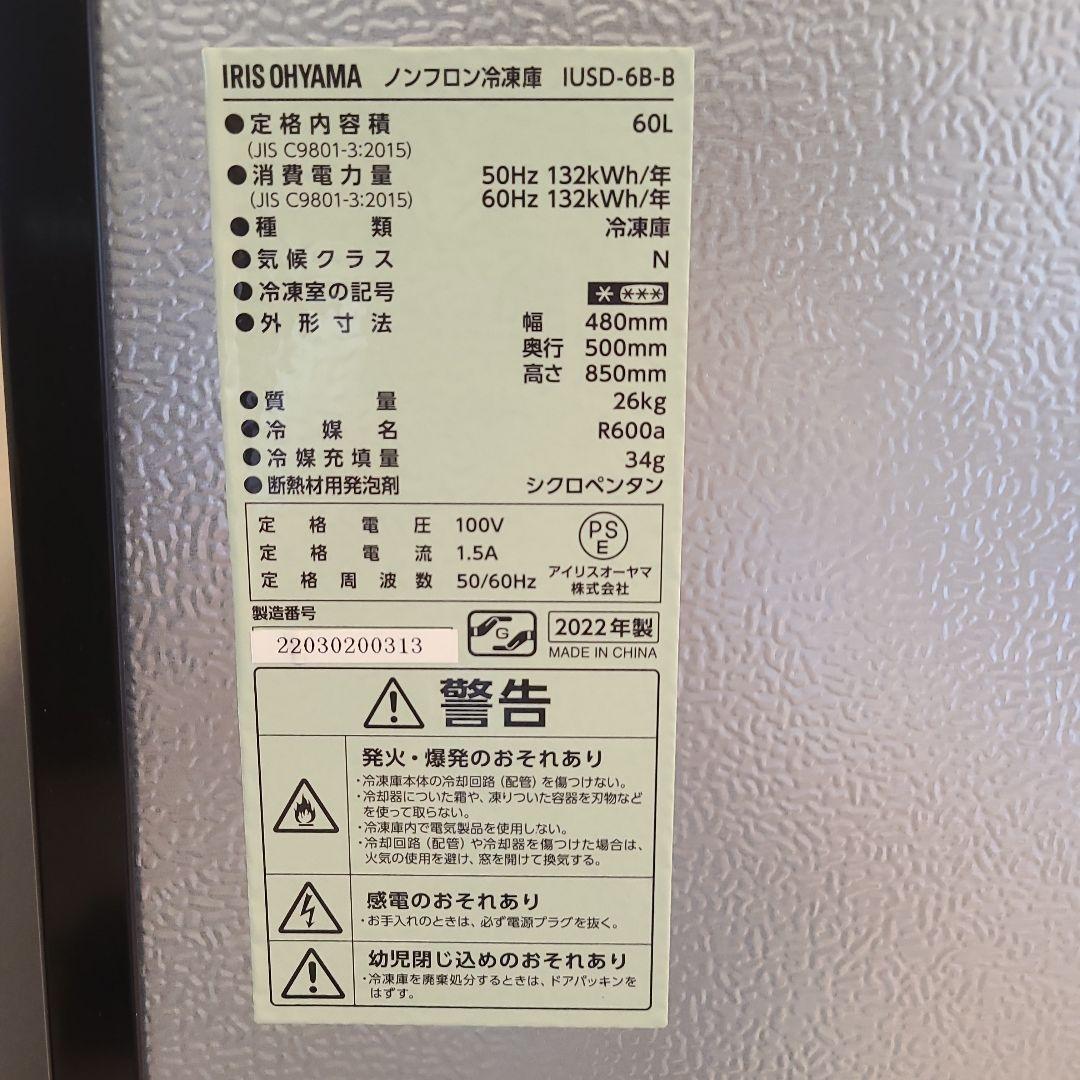 IRIS OHYAMA ノンフロン冷凍庫 IUSD-6B-B
●定格内容積 60L
(JIS C9801-3:2015)
●消費電力量 50Hz 132kWh/年
(JIS C9801-3:2015) 60Hz 132kWh/年
●種類 冷凍庫
●気候クラス N
●冷凍室の記号 * ***
●外形寸法 幅 480mm
奥行 500mm
高さ 850mm
●質量 26kg
●冷媒名 R600a
●冷媒充填量 34g
●断熱材用発泡剤 シクロペンタン
定格電圧 100V
定格電流 1.5A
定格周波数 50/60Hz
PS
E
アイリスオーヤマ
株式会社
製造番号
22030200313
G
2022年製
MADE IN CHINA
警告
発火・爆発のおそれあり
・冷凍庫本体の冷却回路(配管)を傷つけない。
・冷却器についた霜や、凍りついた容器を刃物など
を使って取らない。
・冷凍庫内で電気製品を使用しない。
・冷却回路(配管)や冷却器を傷つけた場合は、
火気の使用を避け、窓を開けて換気する。
感電のおそれあり
・お手入れのときは、必ず電源プラグを抜く。
幼児閉じ込めのおそれあり
・冷凍庫を廃棄処分するときは、ドアパッキンを
はずす。